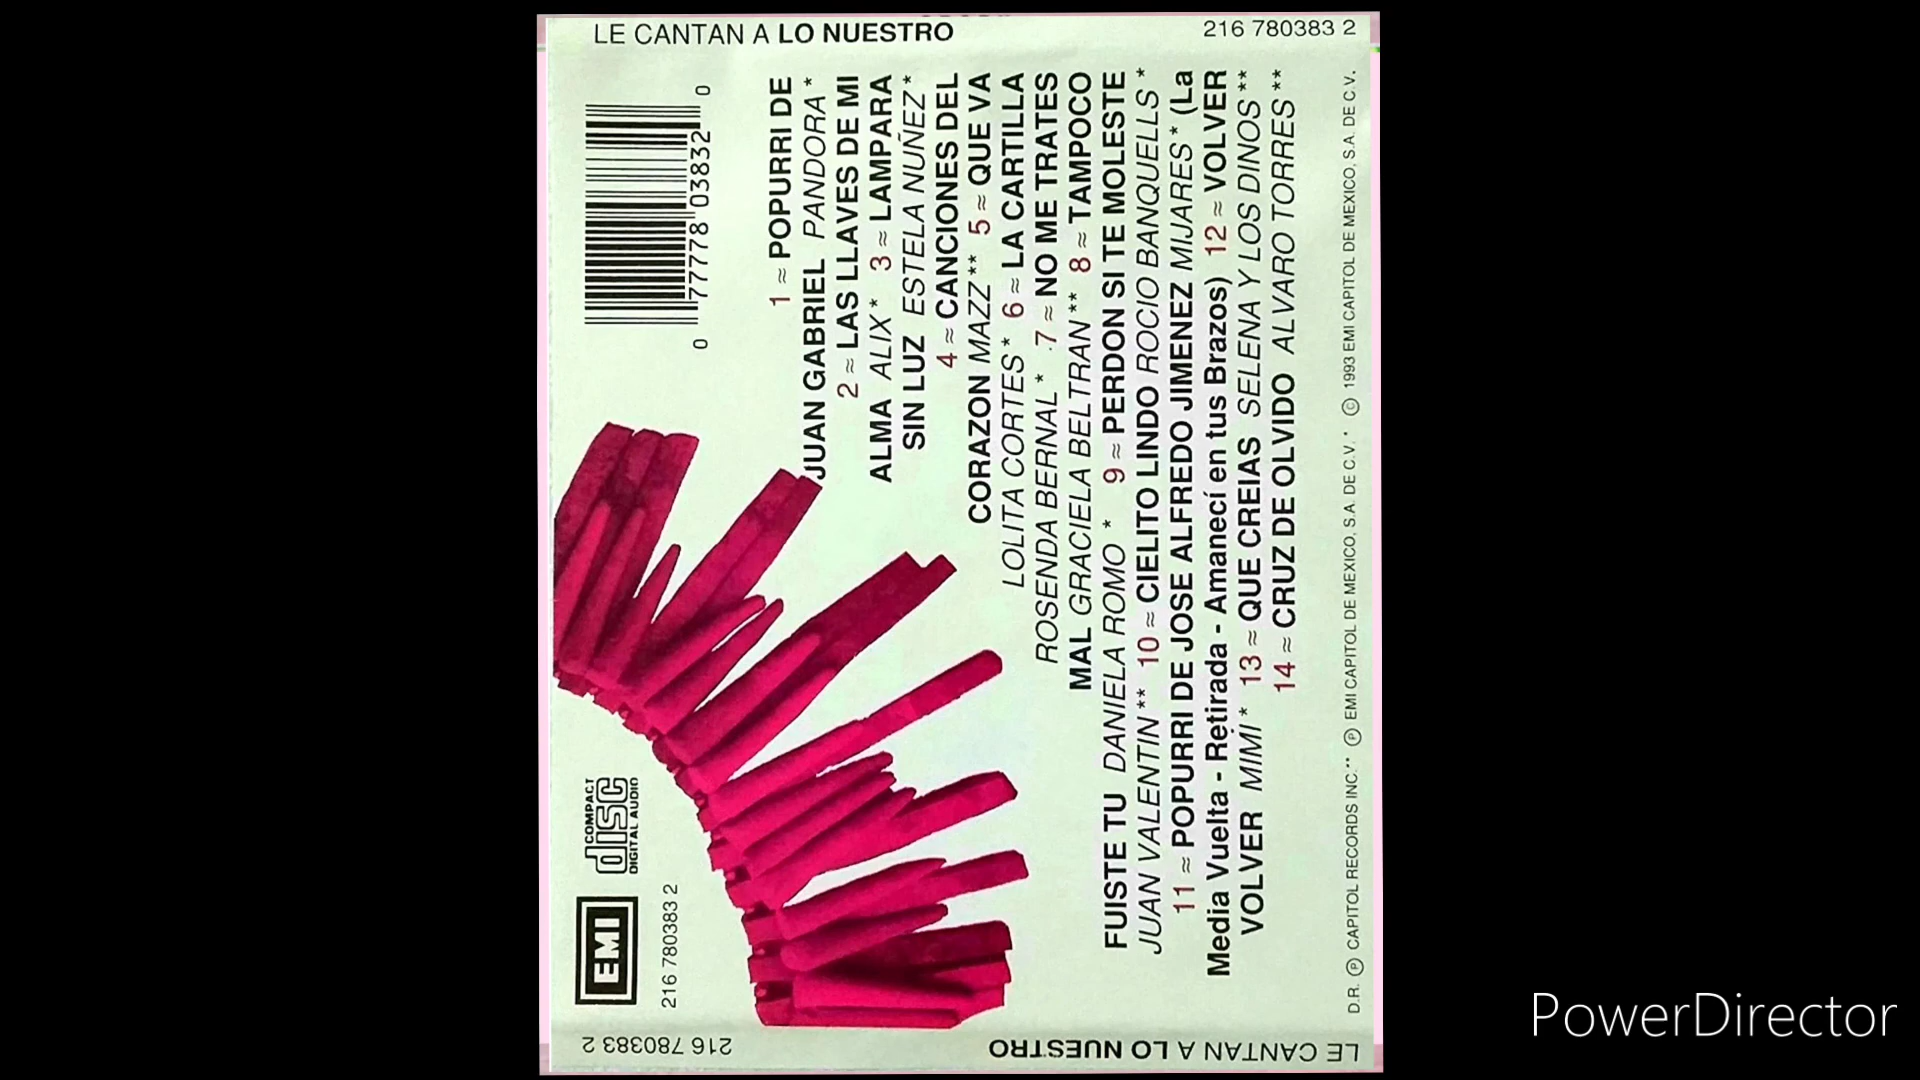 LE CANTAN A LO NUESTRO
216 780383 2
0 77778 03832 0
1 ≈ POPURRI DE
JUAN GABRIEL PANDORA *
2 ≈ LAS LLAVES DE MI
ALMA ALIX * 3 ≈ LAMPARA
SIN LUZ ESTELA NUÑEZ *
4 ≈ CANCIONES DEL
CORAZON MAZZ ** 5 ≈ QUE VA
LOLITA CORTES * 6 ≈ LA CARTILLA
ROSENDA BERNAL * 7 ≈ NO ME TRATES
MAL GRACIELA BELTRAN ** 8 ≈ TAMPOCO
FUISTE TU DANIELA ROMO * 9 ≈ PERDON SI TE MOLESTE
JUAN VALENTIN ** 10 ≈ CIELITO LINDO ROCIO BANQUELLS *
11 ≈ POPURRI DE JOSE ALFREDO JIMENEZ MIJARES * (La
Media Vuelta - Retirada - Amanecí en tus Brazos) 12 ≈ VOLVER
VOLVER MIMI * 13 ≈ QUE CREIAS SELENA Y LOS DINOS **
14 ≈ CRUZ DE OLVIDO ALVARO TORRES **
COMPACT
disc
DIGITAL AUDIO
EMI
216 780383 2
D.R. ℗ CAPITOL RECORDS INC.** ℗ EMI CAPITOL DE MEXICO, S.A. DE C.V. * © 1993 EMI CAPITOL DE MEXICO, S.A. DE C.V.
LE CANTAN A LO NUESTRO
216 780383 2
PowerDirector